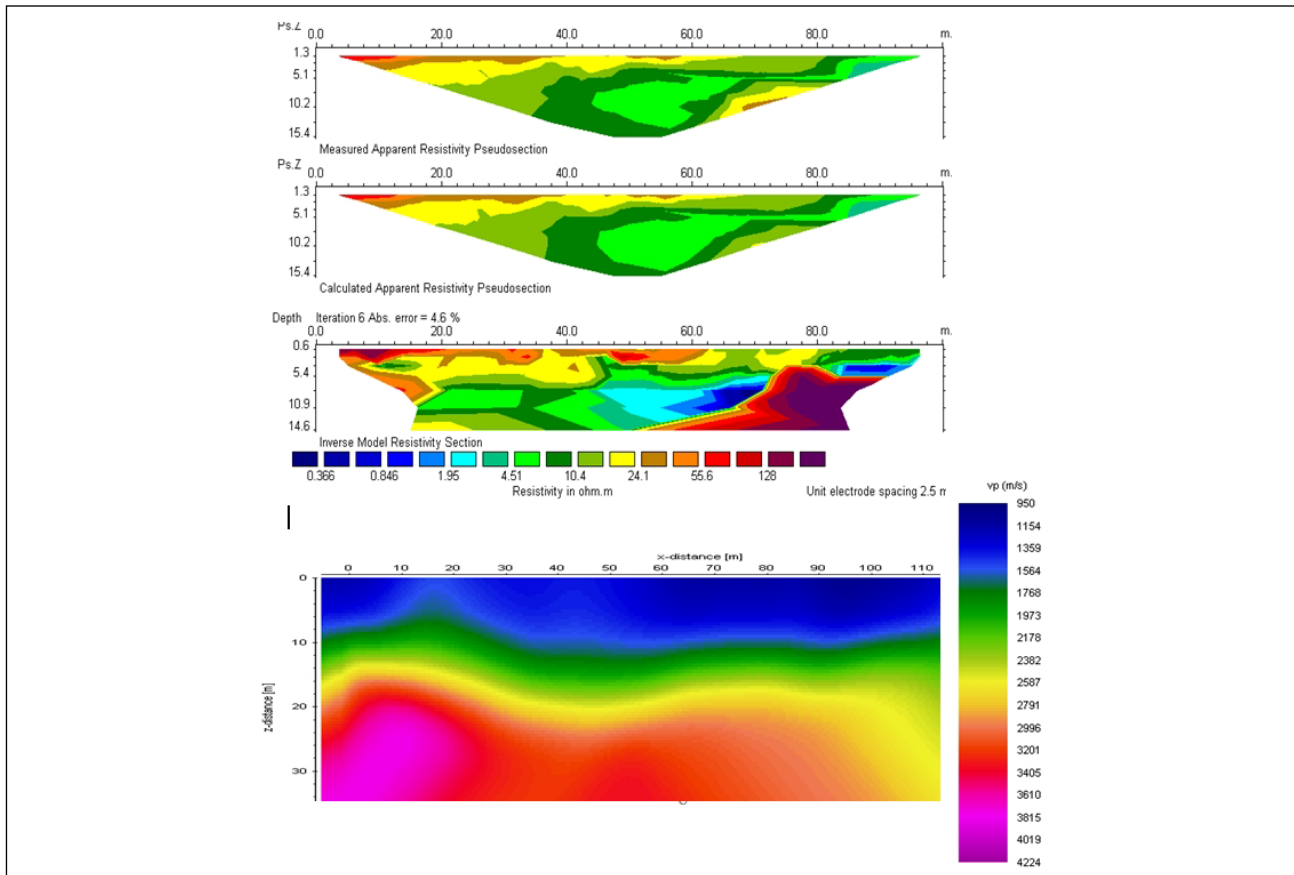 Ps.Z
0.0 20.0 40.0 60.0 80.0 m.
1.3
5.1
10.2
15.4
Measured Apparent Resistivity Pseudosection
Ps.Z
0.0 20.0 40.0 60.0 80.0 m.
1.3
5.1
10.2
15.4
Calculated Apparent Resistivity Pseudosection
Depth Iteration 6 Abs. error = 4.6 %
0.0 20.0 40.0 60.0 80.0 m.
0.6
5.4
10.9
14.6
Inverse Model Resistivity Section
0.366 0.846 1.95 4.51 10.4 24.1 55.6 128
Resistivity in ohm.m Unit electrode spacing 2.5 m
vp (m/s)
950
1154
1359
1564
1768
1973
2178
2382
2587
2791
2996
3201
3405
3610
3815
4019
4224
x-distance [m]
0 10 20 30 40 50 60 70 80 90 100 110
0
10
20
30
z-distance [m]